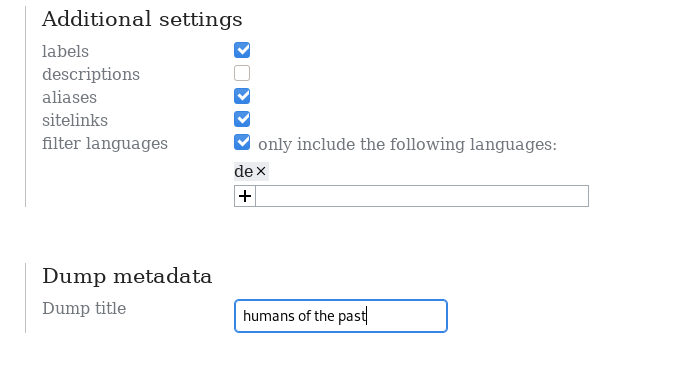 Additional settings
labels
descriptions
aliases
sitelinks
filter languages only include the following languages:
de×
+
Dump metadata
Dump title humans of the past